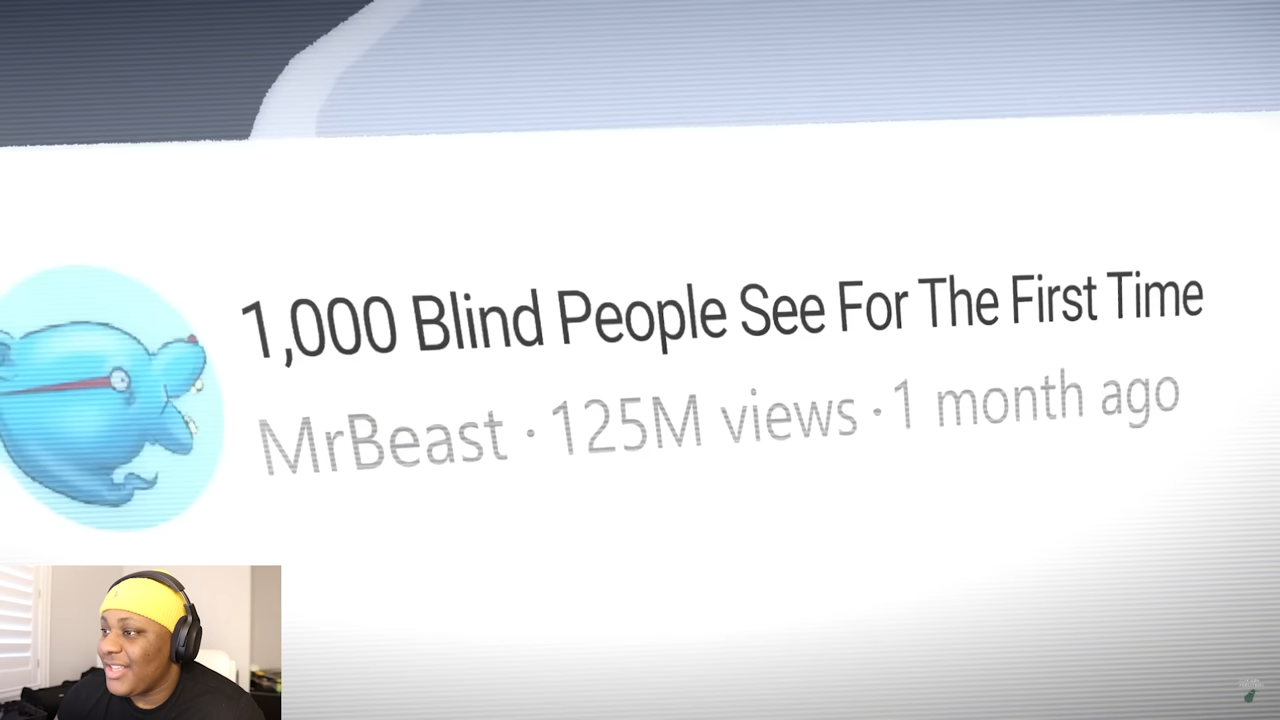 1,000 Blind People See For The First Time
MrBeast · 125M views · 1 month ago